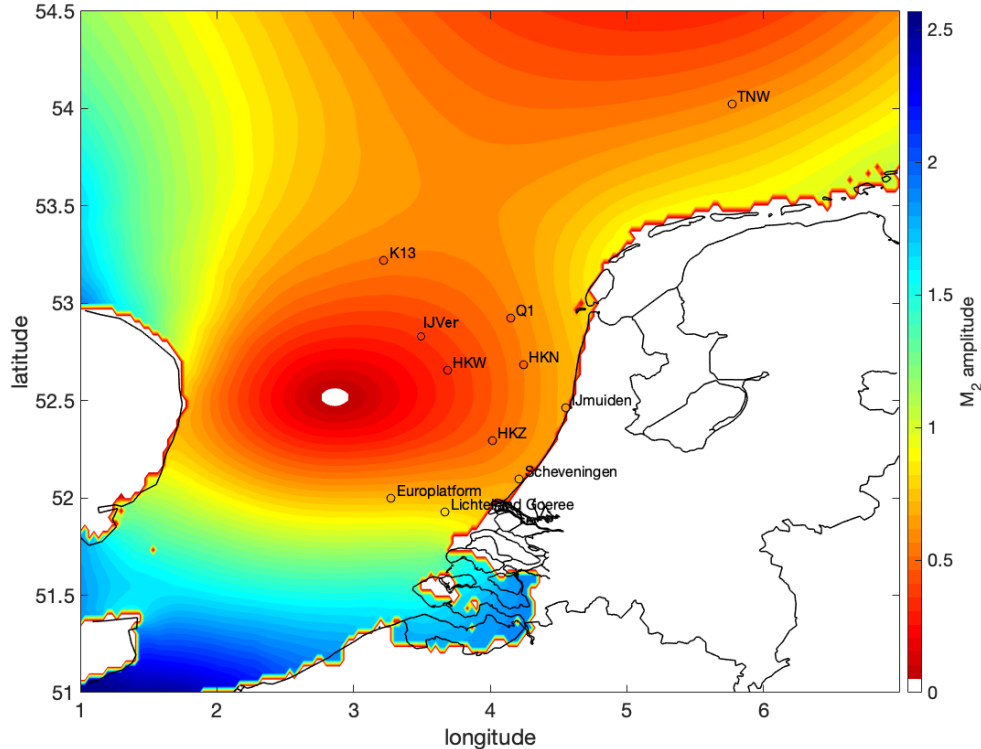 54.5
54
53.5
53
52.5
52
51.5
51
1 2 3 4 5 6
latitude
longitude
TNW
K13
Q1
IJVer
HKW
HKN
IJmuiden
HKZ
Scheveningen
Europlatform
Lichteiland Goeree
2.5
2
1.5
1
0.5
0
M₂ amplitude